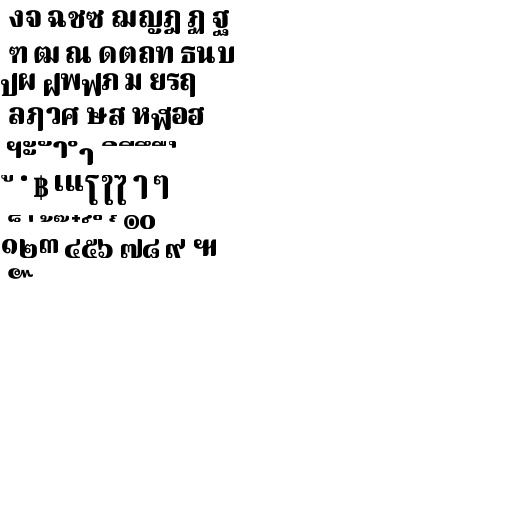 งจ ฉชซ ฌญฎ ฏ ฐ
ฑ ฒ ณ ดตถท ธนบ
ปผ ฝพฟภ ม ยรฤ
ลฦวศ ษส หฬอฮ
ฯะ ั า ำ ิ ี ึ ื ุ
ู ฺ ฿ เแโใไ ๅ ๆ
็ ่ ้ ๊ ๋ ์ ํ ๎ ๏๐
๑๒๓ ๔๕๖ ๗๘๙ ๚
๛